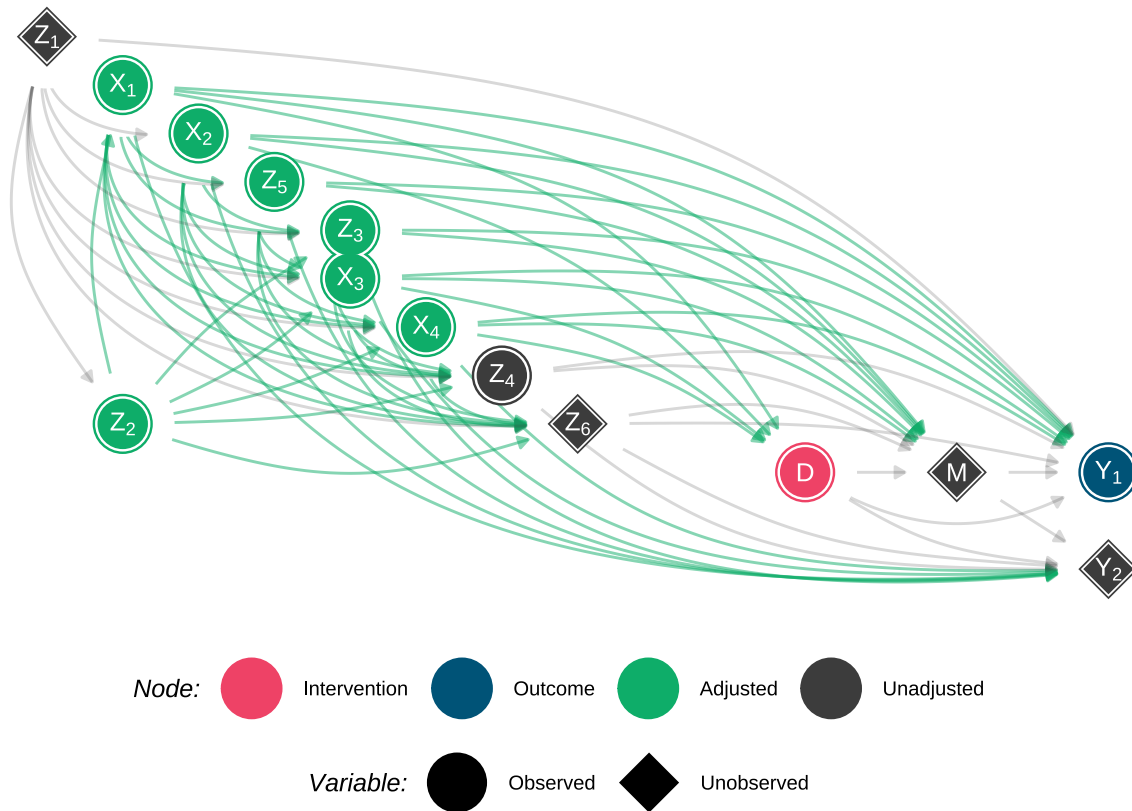 Z1
X1
X2
Z5
Z3
X3
X4
Z4
Z2
Z6
D
M
Y1
Y2
Node: Intervention Outcome Adjusted Unadjusted
Variable: Observed Unobserved